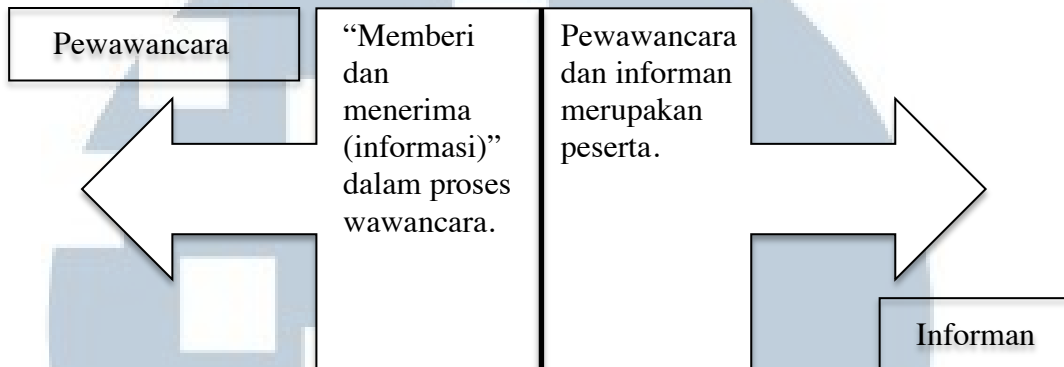 Pewawancara
“Memberi
dan
menerima
(informasi)”
dalam proses
wawancara.
Pewawancara
dan informan
merupakan
peserta.
Informan